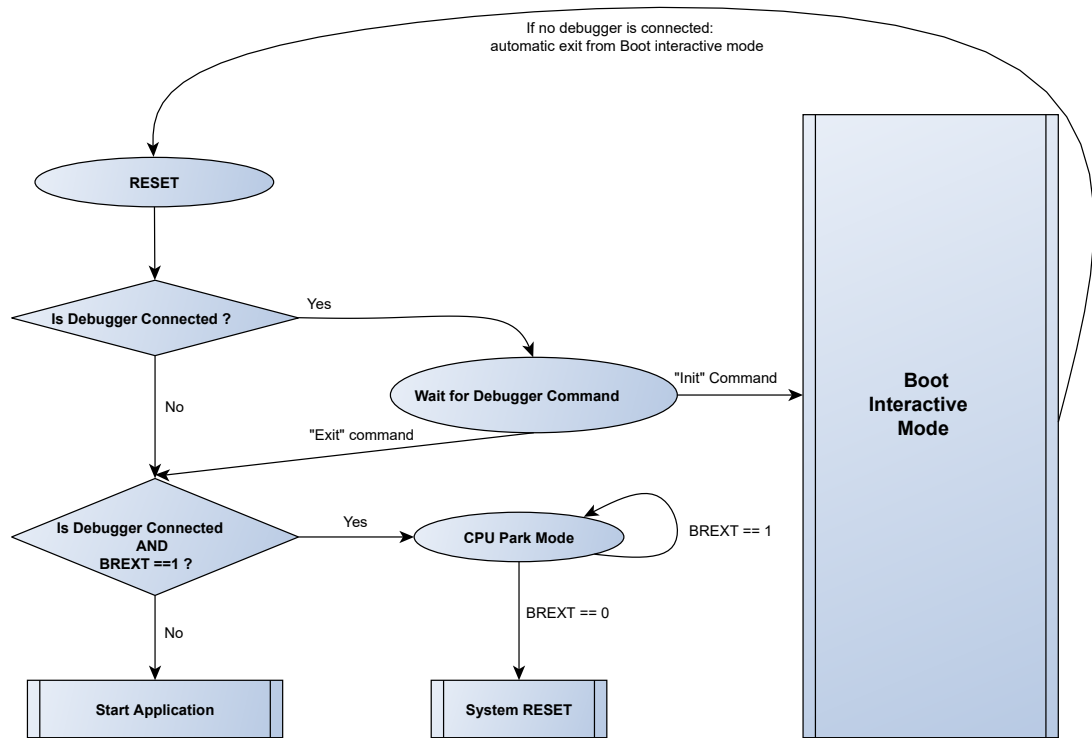 If no debugger is connected:
automatic exit from Boot interactive mode
RESET
Is Debugger Connected ?
Yes
Wait for Debugger Command
"Init" Command
Boot
Interactive
Mode
No
"Exit" command
Is Debugger Connected
AND
BREXT ==1 ?
Yes
CPU Park Mode
BREXT == 1
No
BREXT == 0
Start Application
System RESET